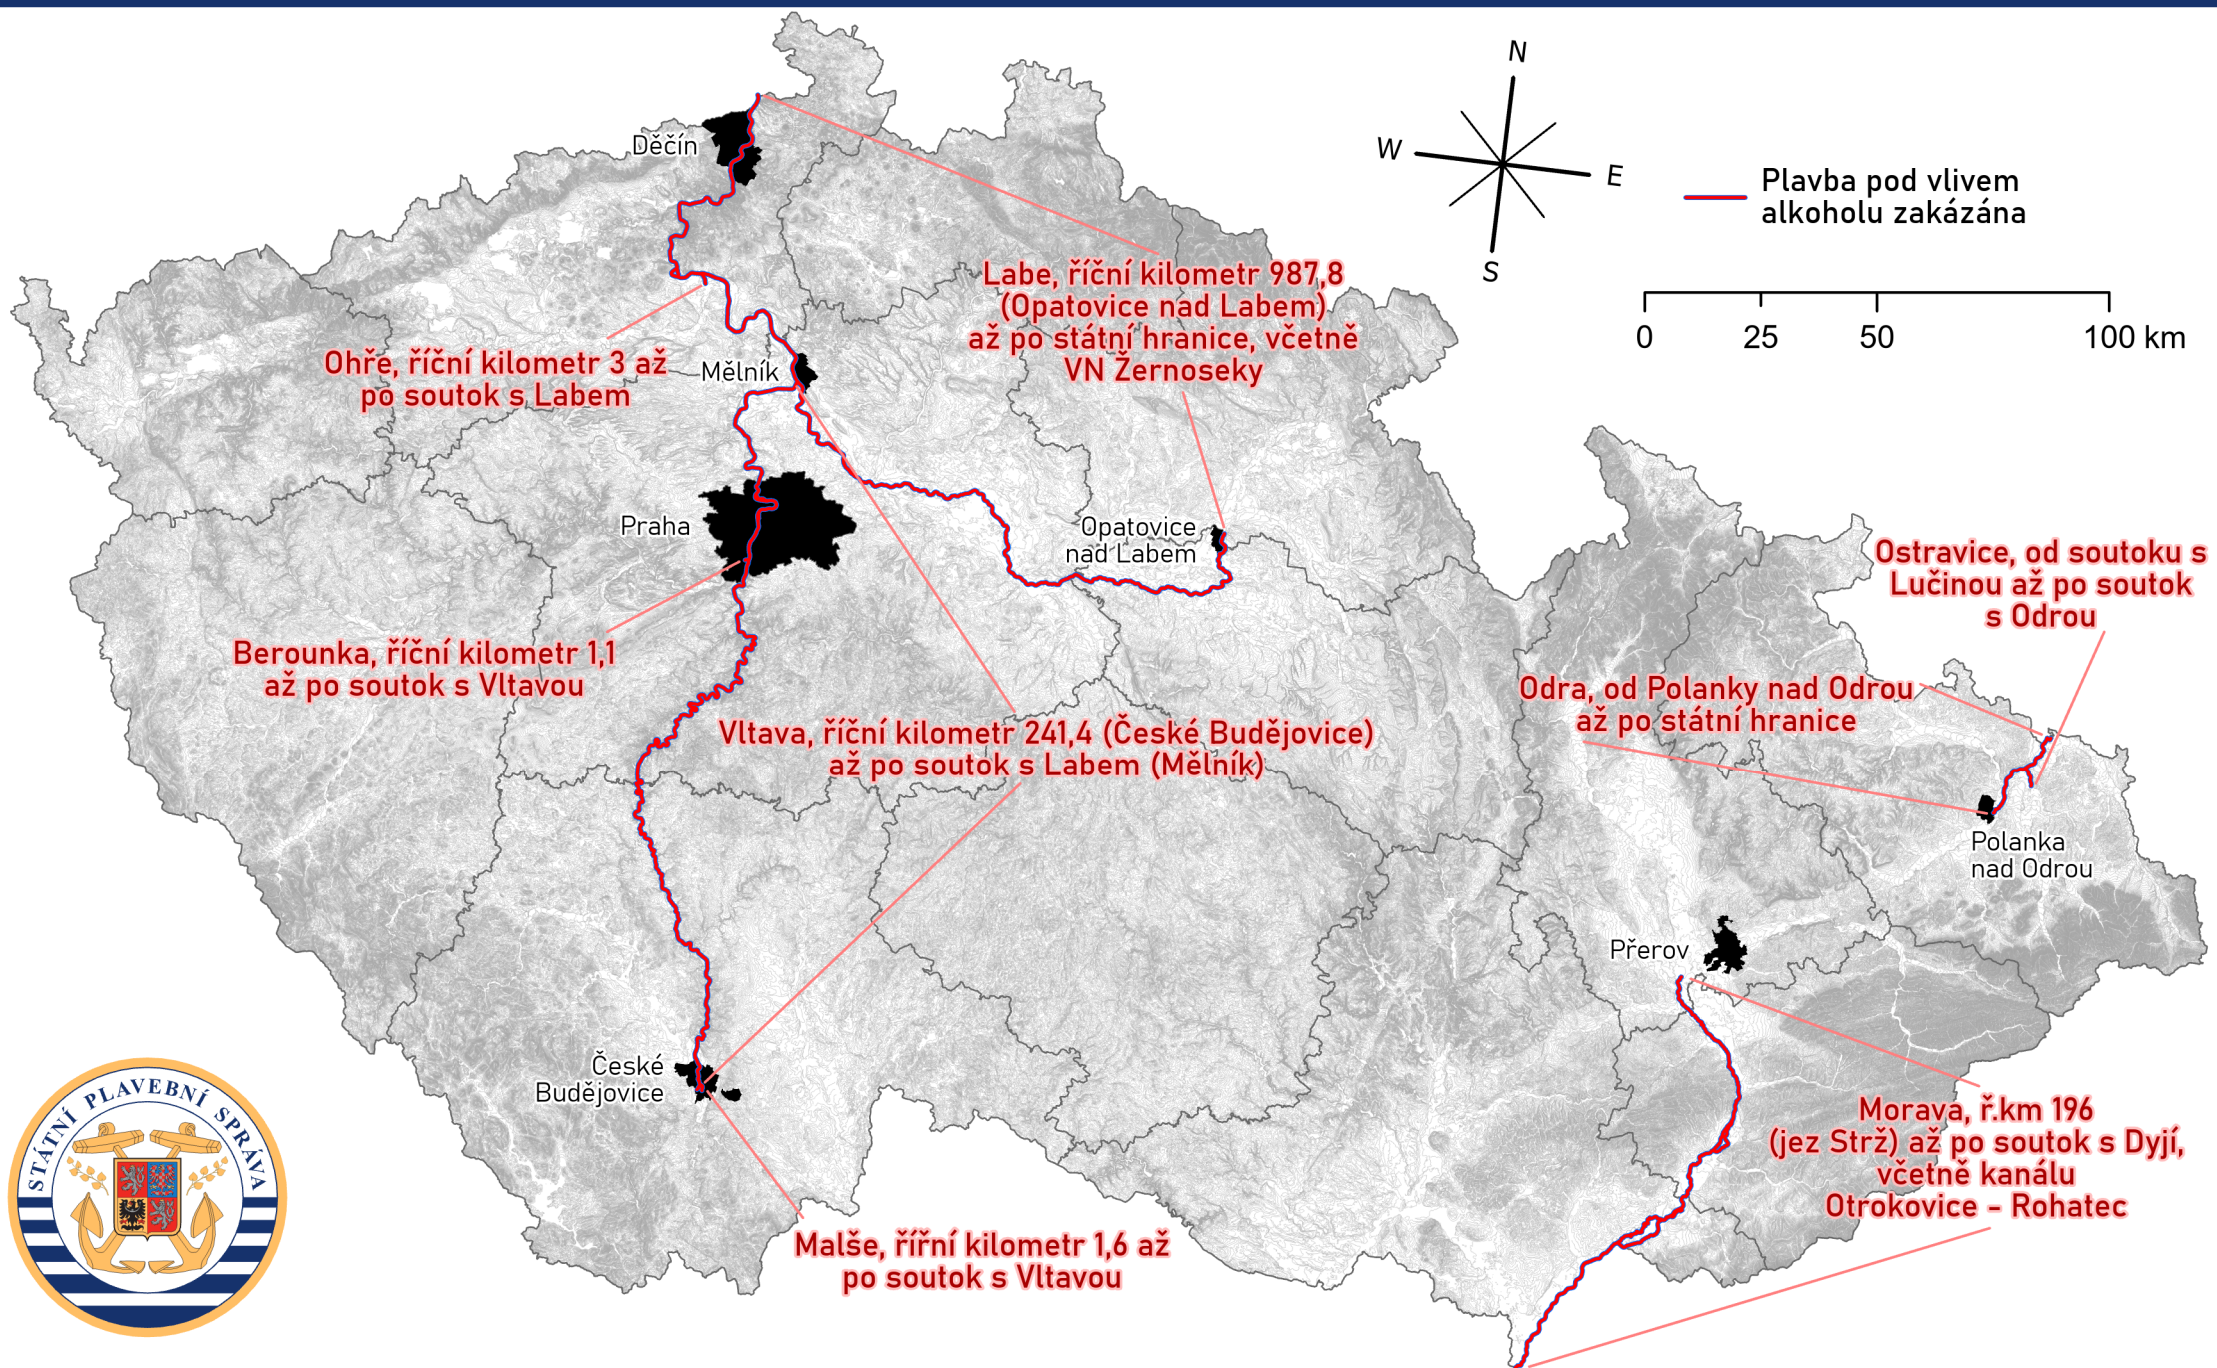 N
W
E
S
Plavba pod vlivem
alkoholu zakázána
0 25 50 100 km
Děčín
Labe, říční kilometr 987,8
(Opatovice nad Labem)
až po státní hranice, včetně
VN Žernoseky
Ohře, říční kilometr 3 až
po soutok s Labem
Mělník
Praha
Opatovice
nad Labem
Ostravice, od soutoku s
Lučinou až po soutok
s Odrou
Berounka, říční kilometr 1,1
až po soutok s Vltavou
Odra, od Polanky nad Odrou
až po státní hranice
Vltava, říční kilometr 241,4 (České Budějovice)
až po soutok s Labem (Mělník)
Polanka
nad Odrou
Přerov
České
Budějovice
Morava, ř.km 196
(jez Strž) až po soutok s Dyjí,
včetně kanálu
Otrokovice - Rohatec
Malše, řířní kilometr 1,6 až
po soutok s Vltavou
STÁTNÍ PLAVEBNÍ SPRÁVA